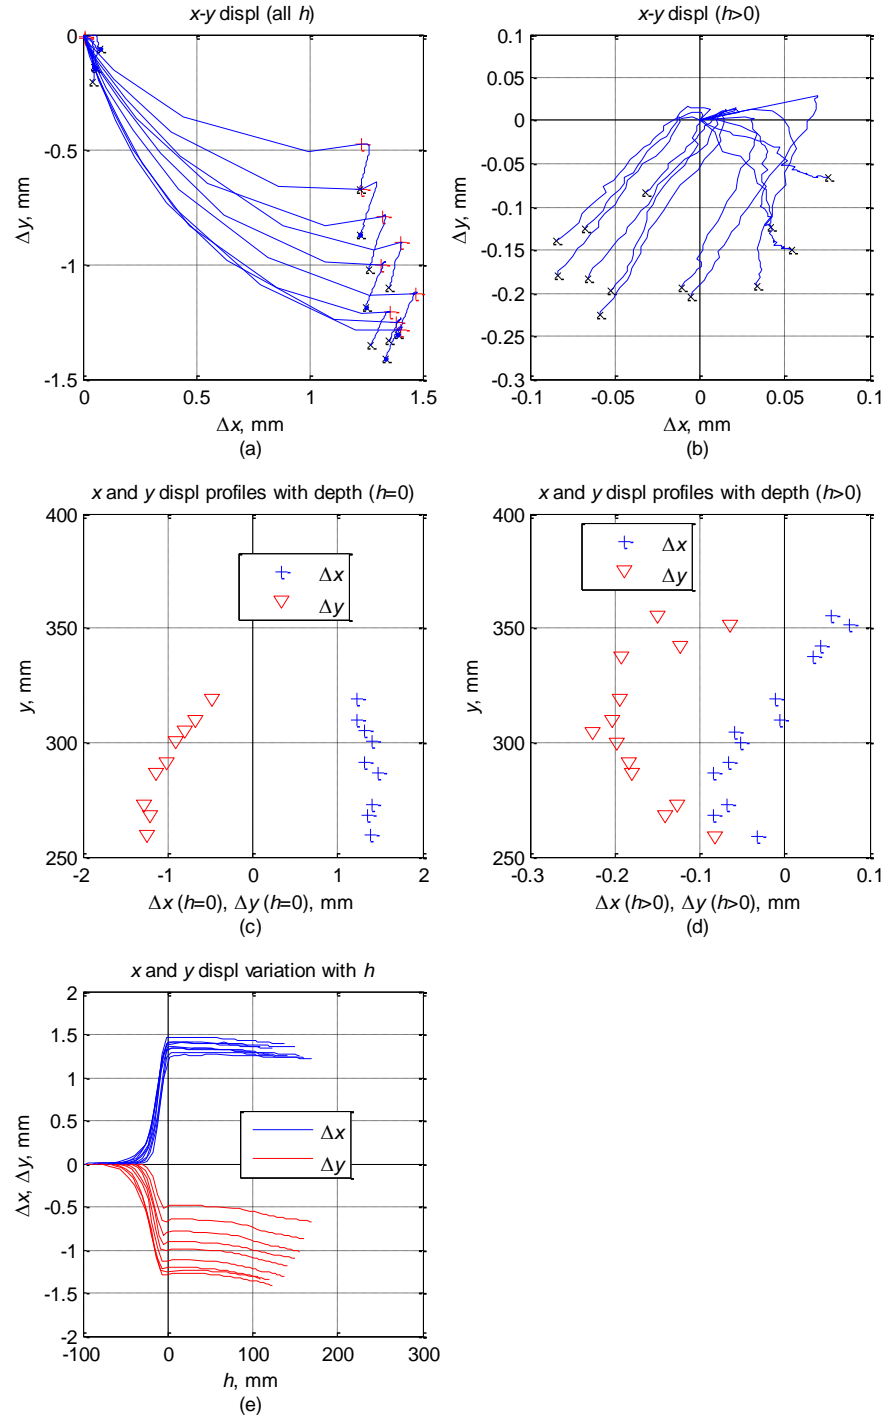 x-y displ (all h)
0
-0.5
-1
-1.5
0
0.5
1
1.5
Δy, mm
Δx, mm
(a)
x-y displ (h>0)
0.1
0.05
0
-0.05
-0.1
-0.15
-0.2
-0.25
-0.3
-0.1
-0.05
0
0.05
0.1
Δy, mm
Δx, mm
(b)
x and y displ profiles with depth (h=0)
400
350
300
250
-2
-1
0
1
2
y, mm
Δx
Δy
Δx (h=0), Δy (h=0), mm
(c)
x and y displ profiles with depth (h>0)
400
350
300
250
-0.3
-0.2
-0.1
0
0.1
y, mm
Δx
Δy
Δx (h>0), Δy (h>0), mm
(d)
x and y displ variation with h
2
1.5
1
0.5
0
-0.5
-1
-1.5
-2
-100
0
100
200
300
Δx, Δy, mm
Δx
Δy
h, mm
(e)